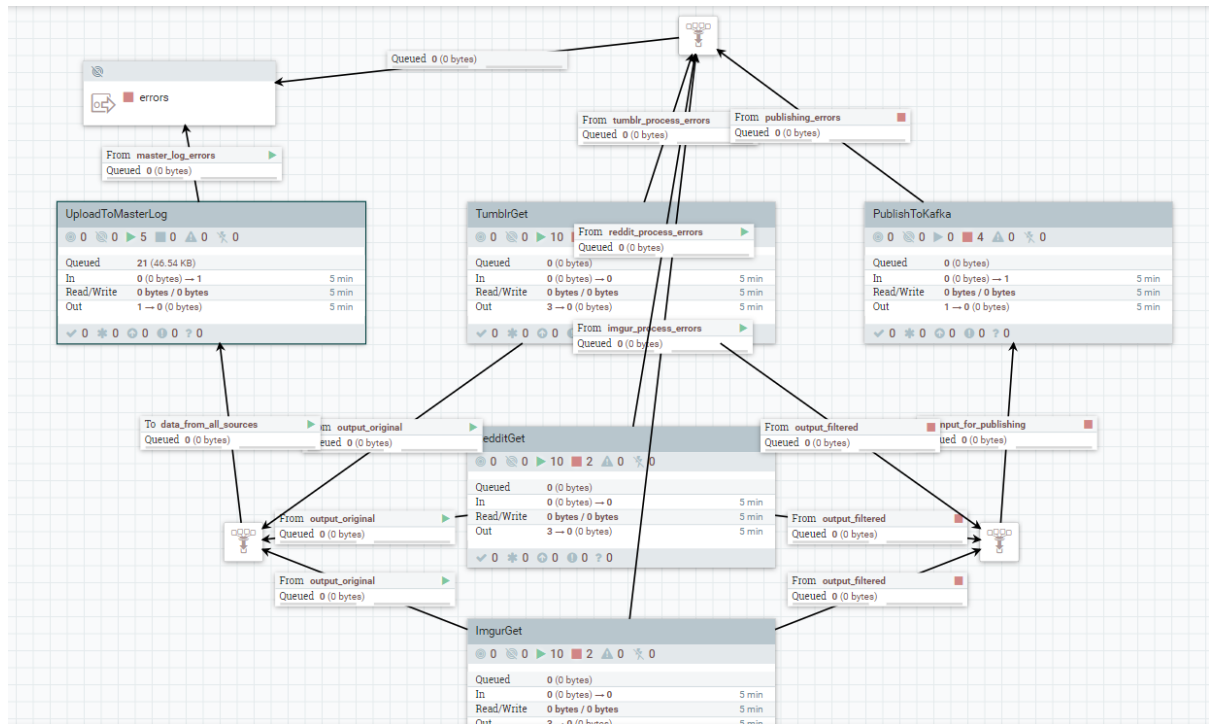 Queued 0 (0 bytes)
errors
From tumblr_process_errors
Queued 0 (0 bytes)
From publishing_errors
Queued 0 (0 bytes)
From master_log_errors
Queued 0 (0 bytes)
UploadToMasterLog
0 0 5 0 0 0
Queued 21 (46.54 KB)
In 0 (0 bytes) → 1 5 min
Read/Write 0 bytes / 0 bytes 5 min
Out 1 → 0 (0 bytes) 5 min
0 0 0 0 ? 0
TumblrGet
0 0 10
Queued 0 (0 bytes)
In 0 (0 bytes) → 0 5 min
Read/Write 0 bytes / 0 bytes 5 min
Out 3 → 0 (0 bytes) 5 min
0 0 0
From reddit_process_errors
Queued 0 (0 bytes)
From imgur_process_errors
Queued 0 (0 bytes)
PublishToKafka
0 0 0 4 0 0
Queued 0 (0 bytes)
In 0 (0 bytes) → 1 5 min
Read/Write 0 bytes / 0 bytes 5 min
Out 1 → 0 (0 bytes) 5 min
0 0 0 0 ? 0
To data_from_all_sources
Queued 0 (0 bytes)
output_original
0 (0 bytes)
From output_filtered
Queued 0 (0 bytes)
0 (0 bytes)
0 0 10 2 0 0
Queued 0 (0 bytes)
In 0 (0 bytes) → 0 5 min
Read/Write 0 bytes / 0 bytes 5 min
Out 3 → 0 (0 bytes) 5 min
0 0 0 0 ? 0
From output_original
Queued 0 (0 bytes)
From output_filtered
Queued 0 (0 bytes)
From output_original
Queued 0 (0 bytes)
From output_filtered
Queued 0 (0 bytes)
ImgurGet
0 0 10 2 0 0
Queued 0 (0 bytes)
In 0 (0 bytes) → 0 5 min
Read/Write 0 bytes / 0 bytes 5 min
Out 3 → 0 (0 bytes) 5 min